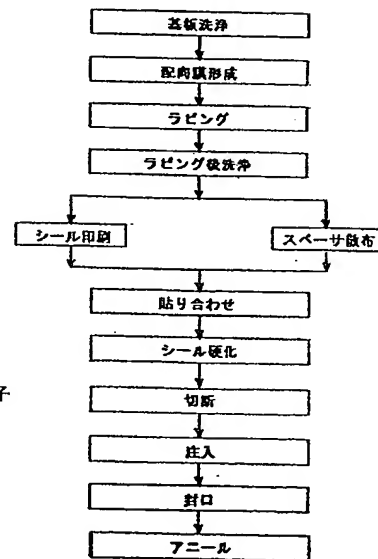 基板洗浄
配向膜形成
ラビング
ラビング後洗浄
シール印刷
スペーサ散布
貼り合わせ
シール硬化
子
切断
注入
封口
アニール